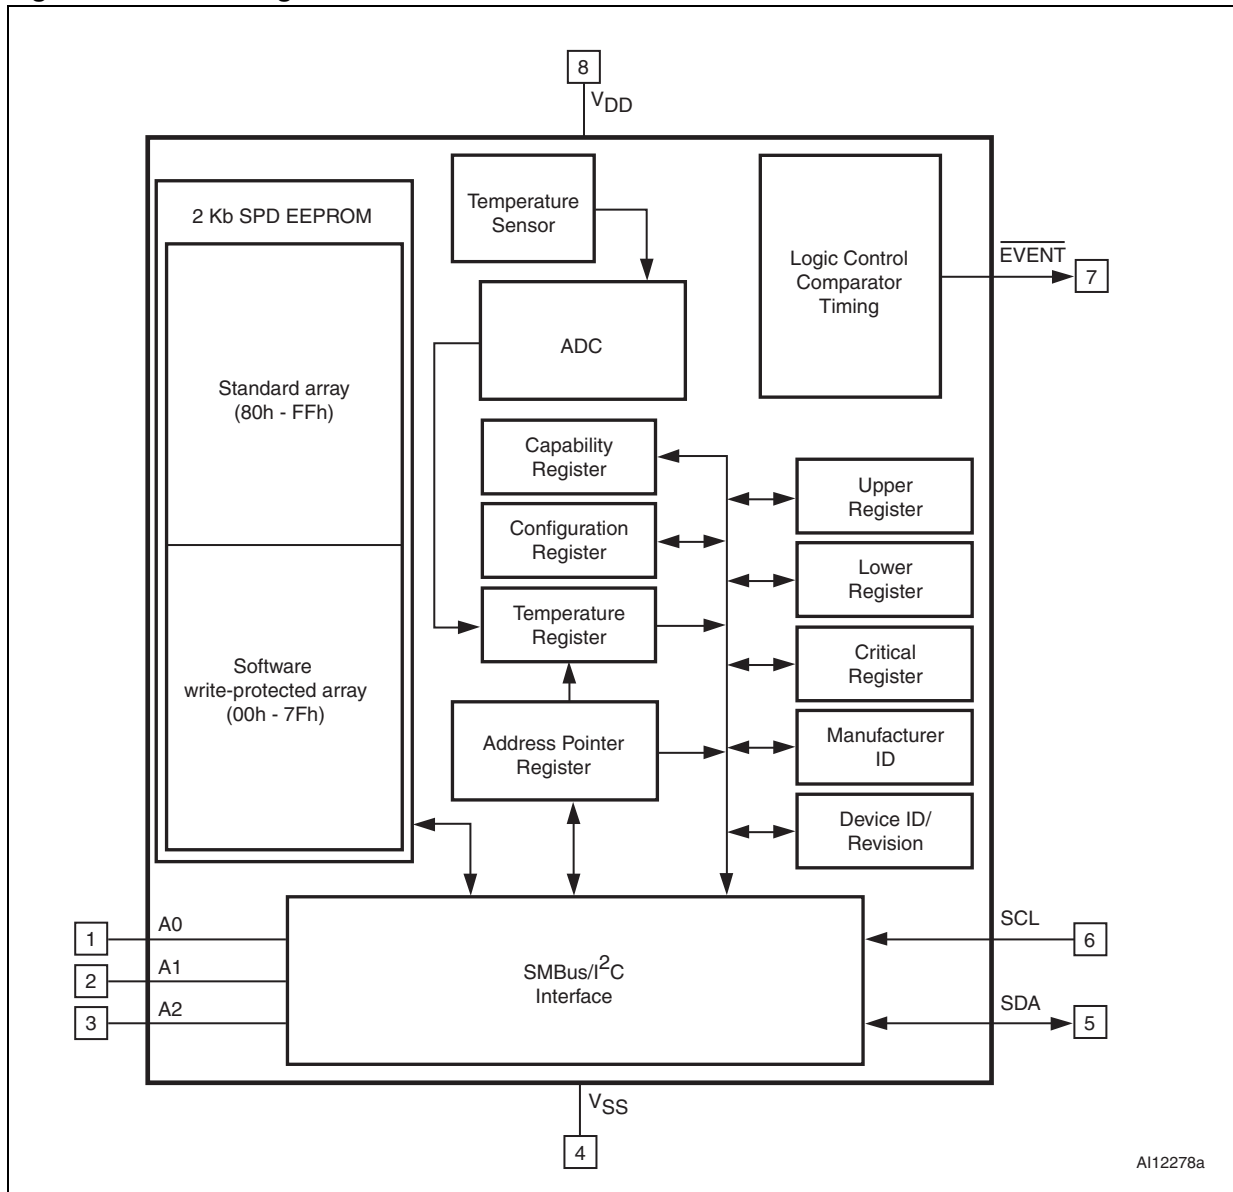 8
VDD
2 Kb SPD EEPROM
Temperature
Sensor
Logic Control
Comparator
Timing
EVENT
7
ADC
Standard array
(80h - FFh)
Capability
Register
Upper
Register
Configuration
Register
Lower
Register
Temperature
Register
Critical
Register
Software
write-protected array
(00h - 7Fh)
Address Pointer
Register
Manufacturer
ID
Device ID/
Revision
1
A0
SCL
6
2
A1
SMBus/I2C
Interface
3
A2
SDA
5
VSS
4
AI12278a